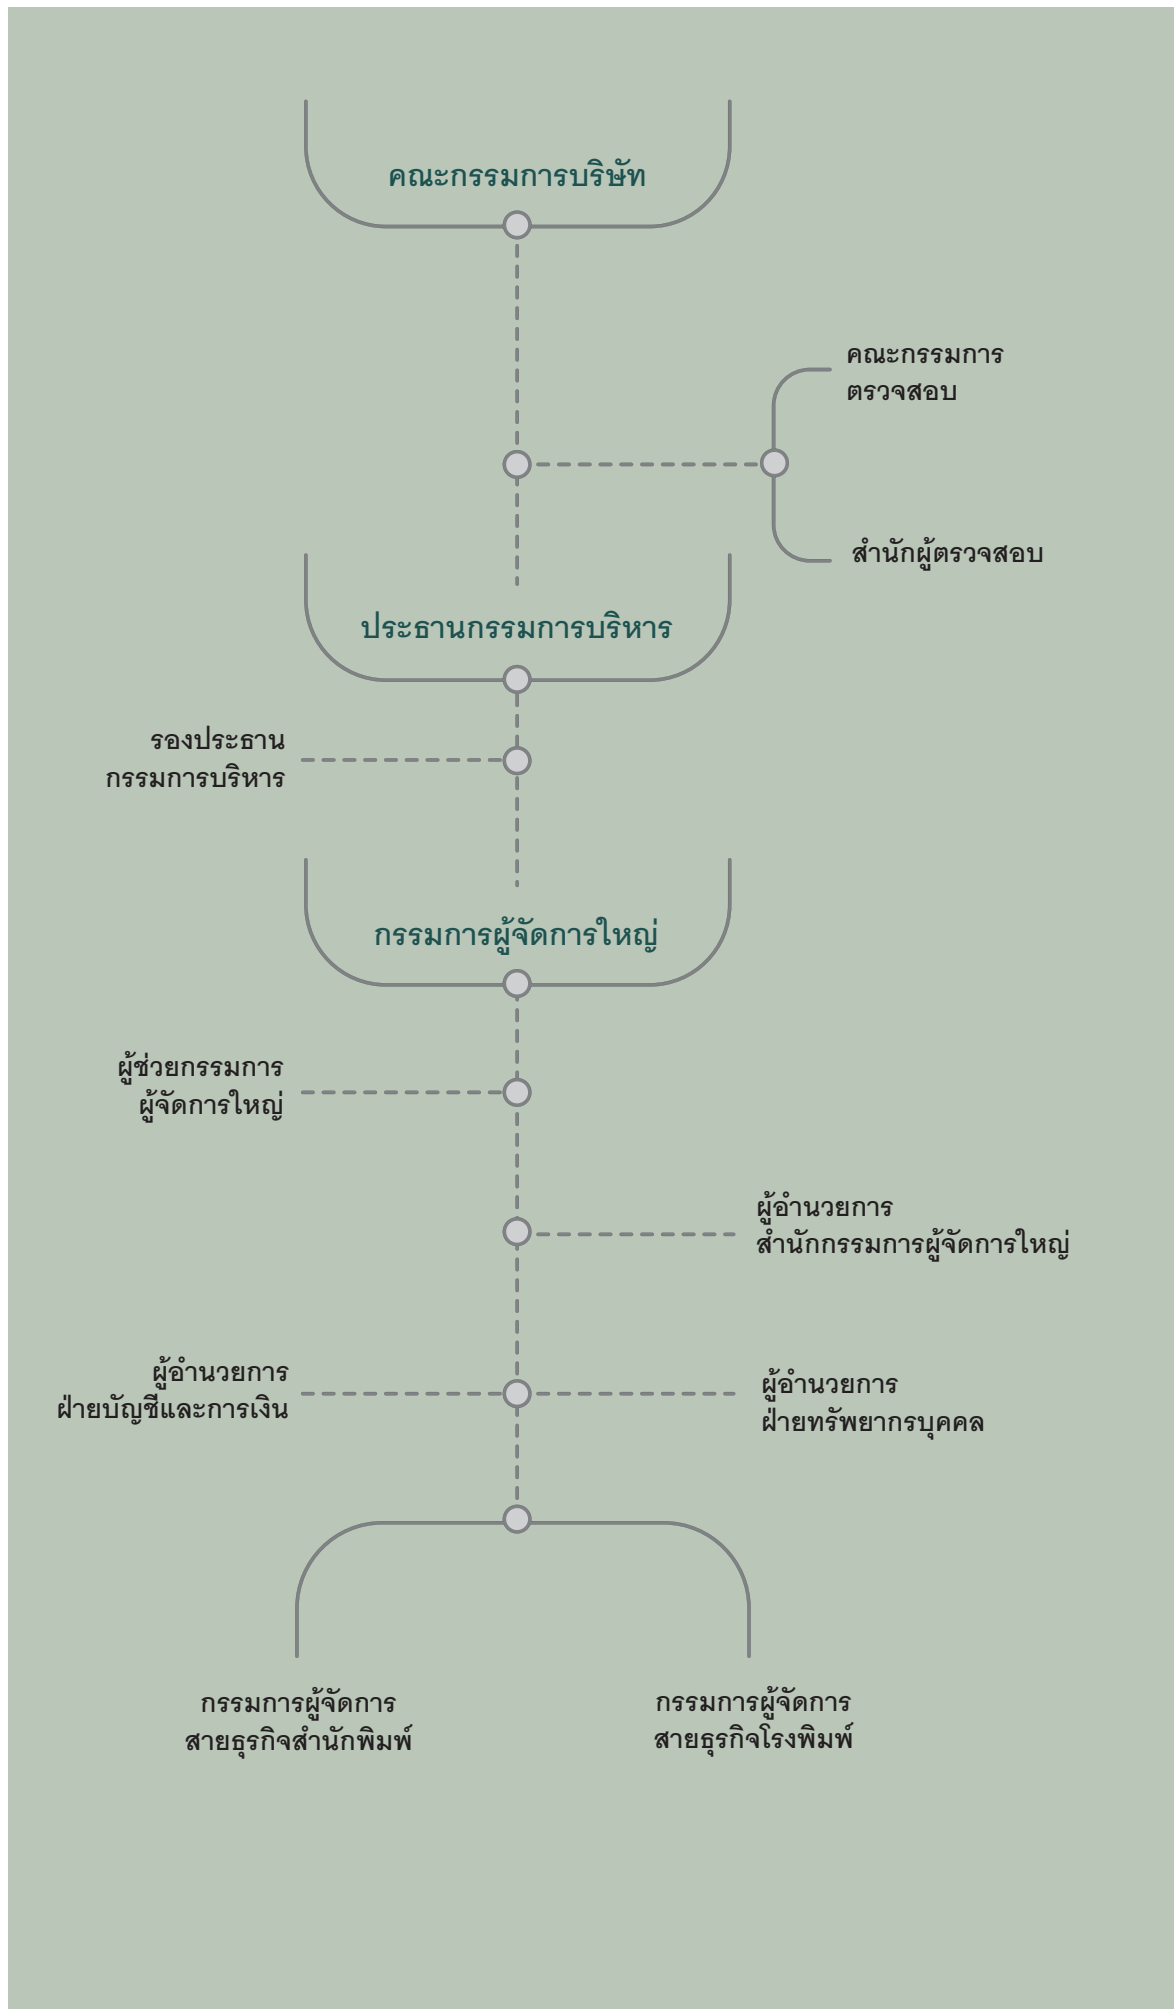 คณะกรรมการบริษัท
คณะกรรมการ
ตรวจสอบ
สำนักผู้ตรวจสอบ
ประธานกรรมการบริหาร
รองประธาน
กรรมการบริหาร
กรรมการผู้จัดการใหญ่
ผู้ช่วยกรรมการ
ผู้จัดการใหญ่
ผู้อำนวยการ
สำนักกรรมการผู้จัดการใหญ่
ผู้อำนวยการ
ฝ่ายบัญชีและการเงิน
ผู้อำนวยการ
ฝ่ายทรัพยากรบุคคล
กรรมการผู้จัดการ
สายธุรกิจสำนักพิมพ์
กรรมการผู้จัดการ
สายธุรกิจโรงพิมพ์